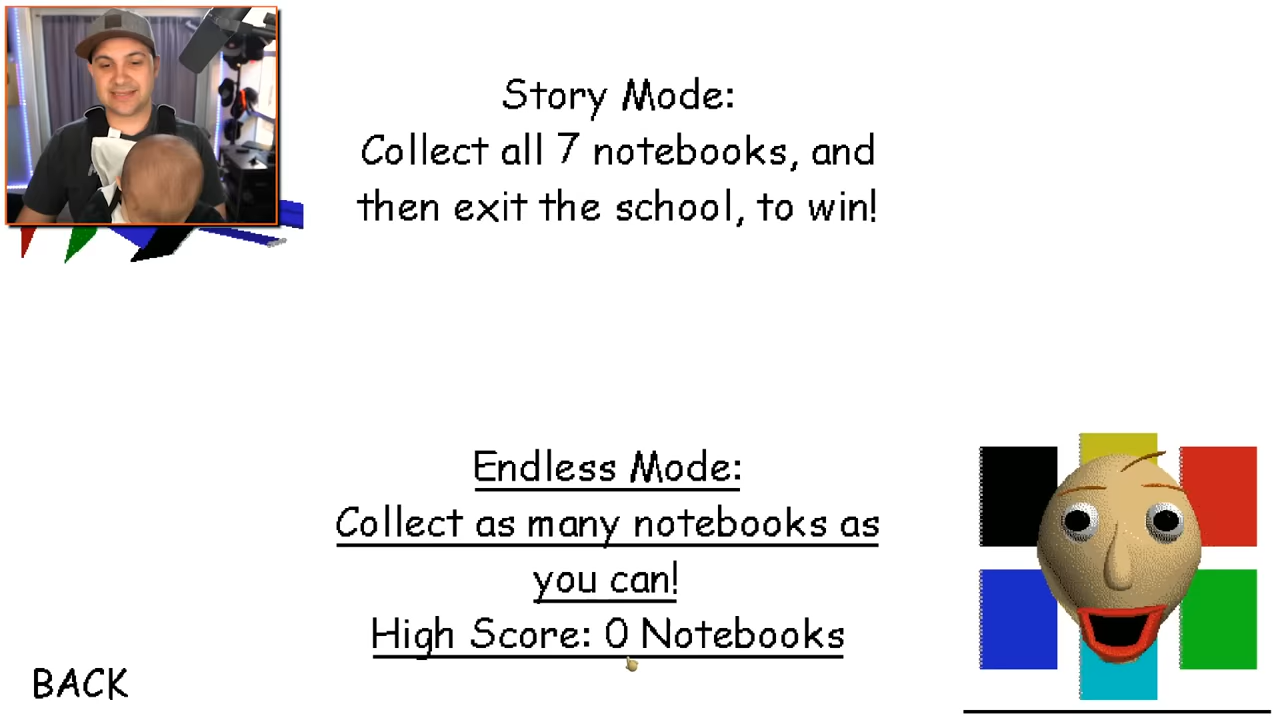 Story Mode:
Collect all 7 notebooks, and
then exit the school, to win!
Endless Mode:
Collect as many notebooks as
you can!
High Score: 0 Notebooks
BACK